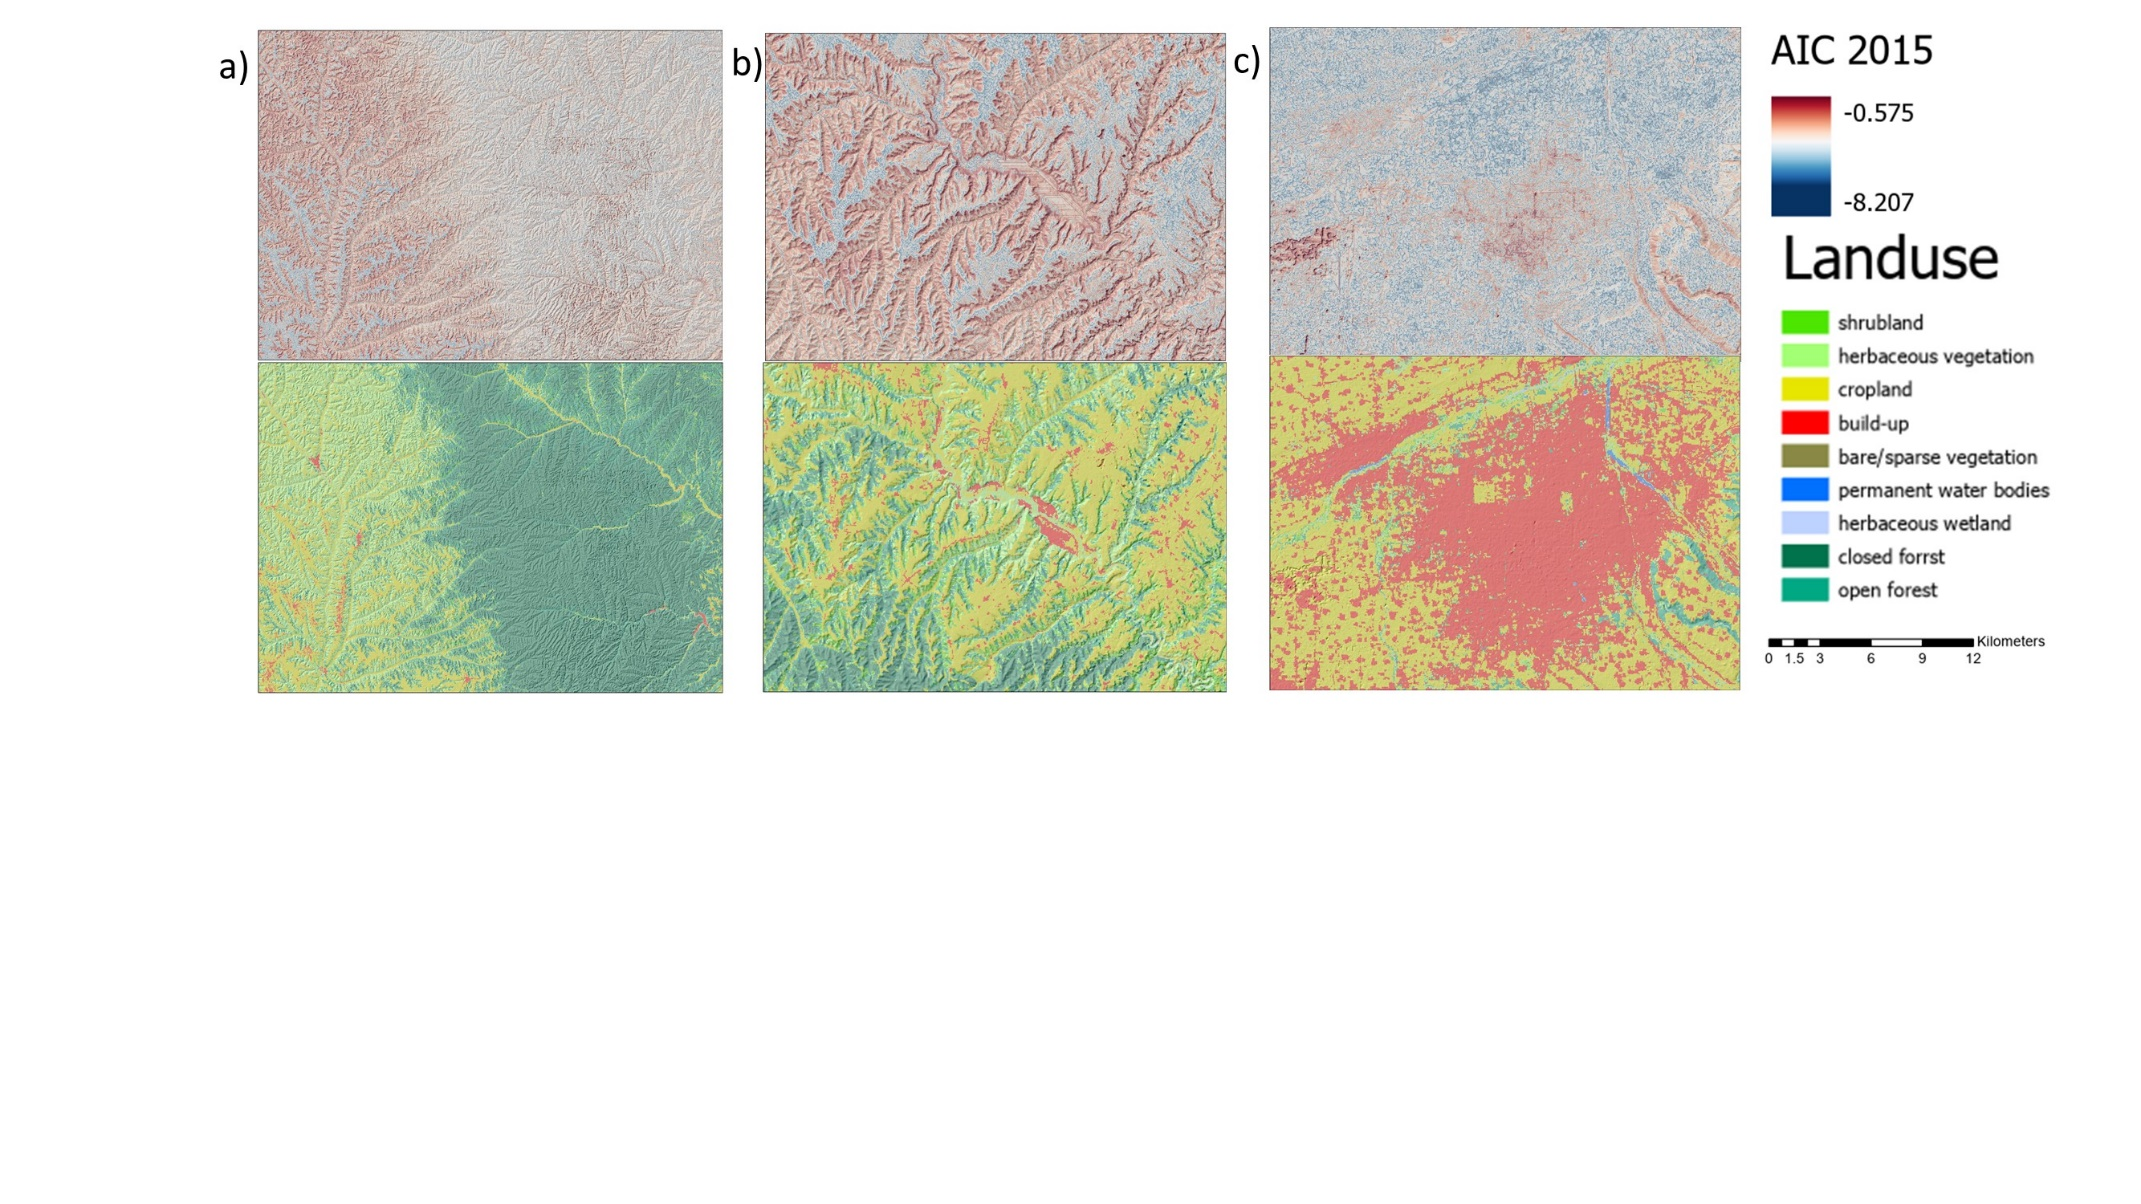 a)
b)
c)
AIC 2015
-0.575
-8.207
Landuse
shrubland
herbaceous vegetation
cropland
build-up
bare/sparse vegetation
permanent water bodies
herbaceous wetland
closed forrst
open forest
Kilometers
0 1.5 3 6 9 12